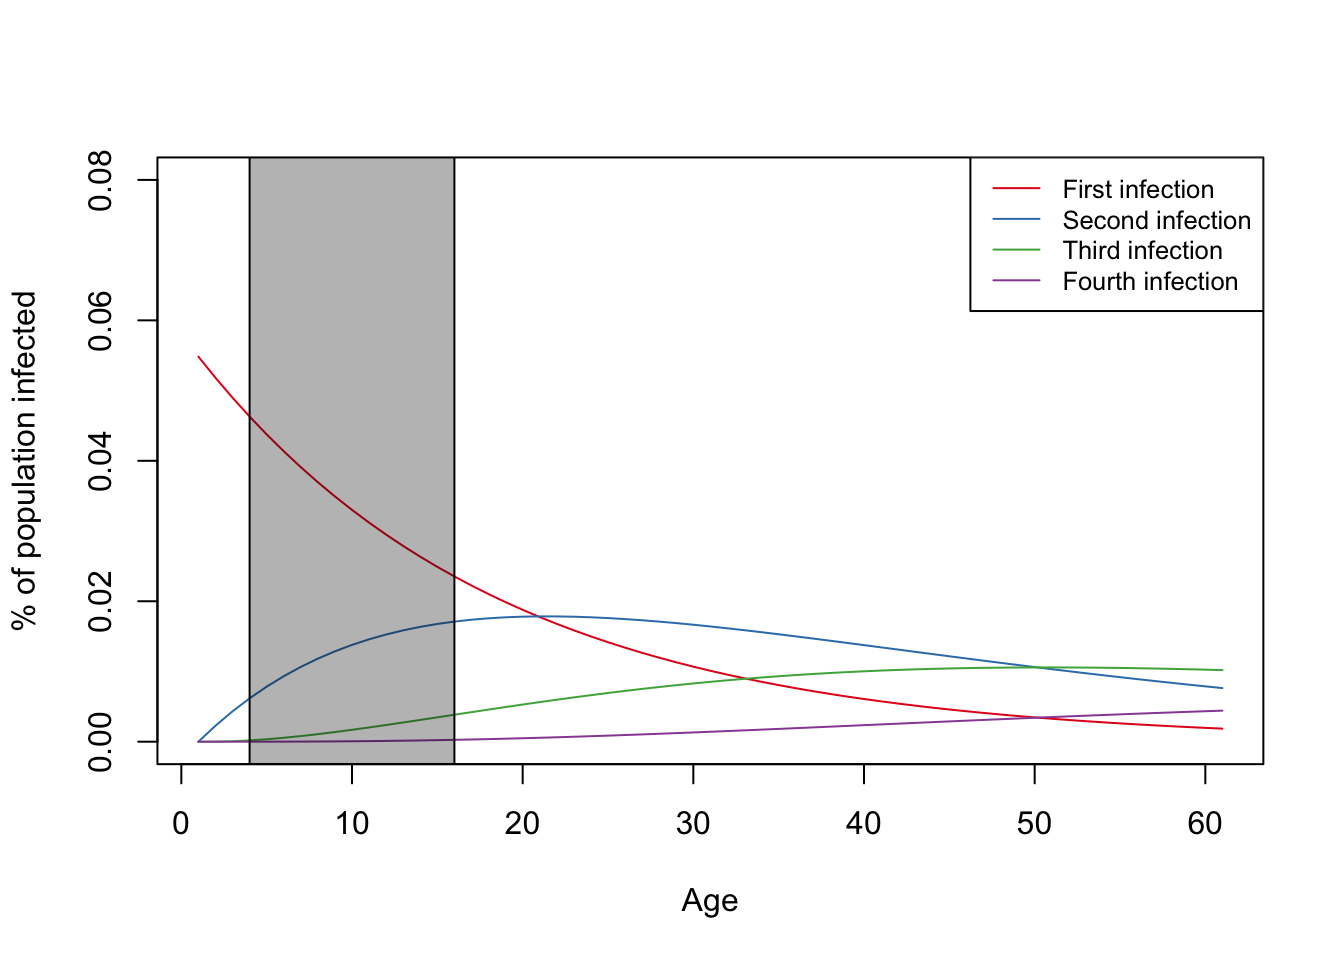 % of population infected
0.08
0.06
0.04
0.02
0.00
First infection
Second infection
Third infection
Fourth infection
0 10 20 30 40 50 60
Age